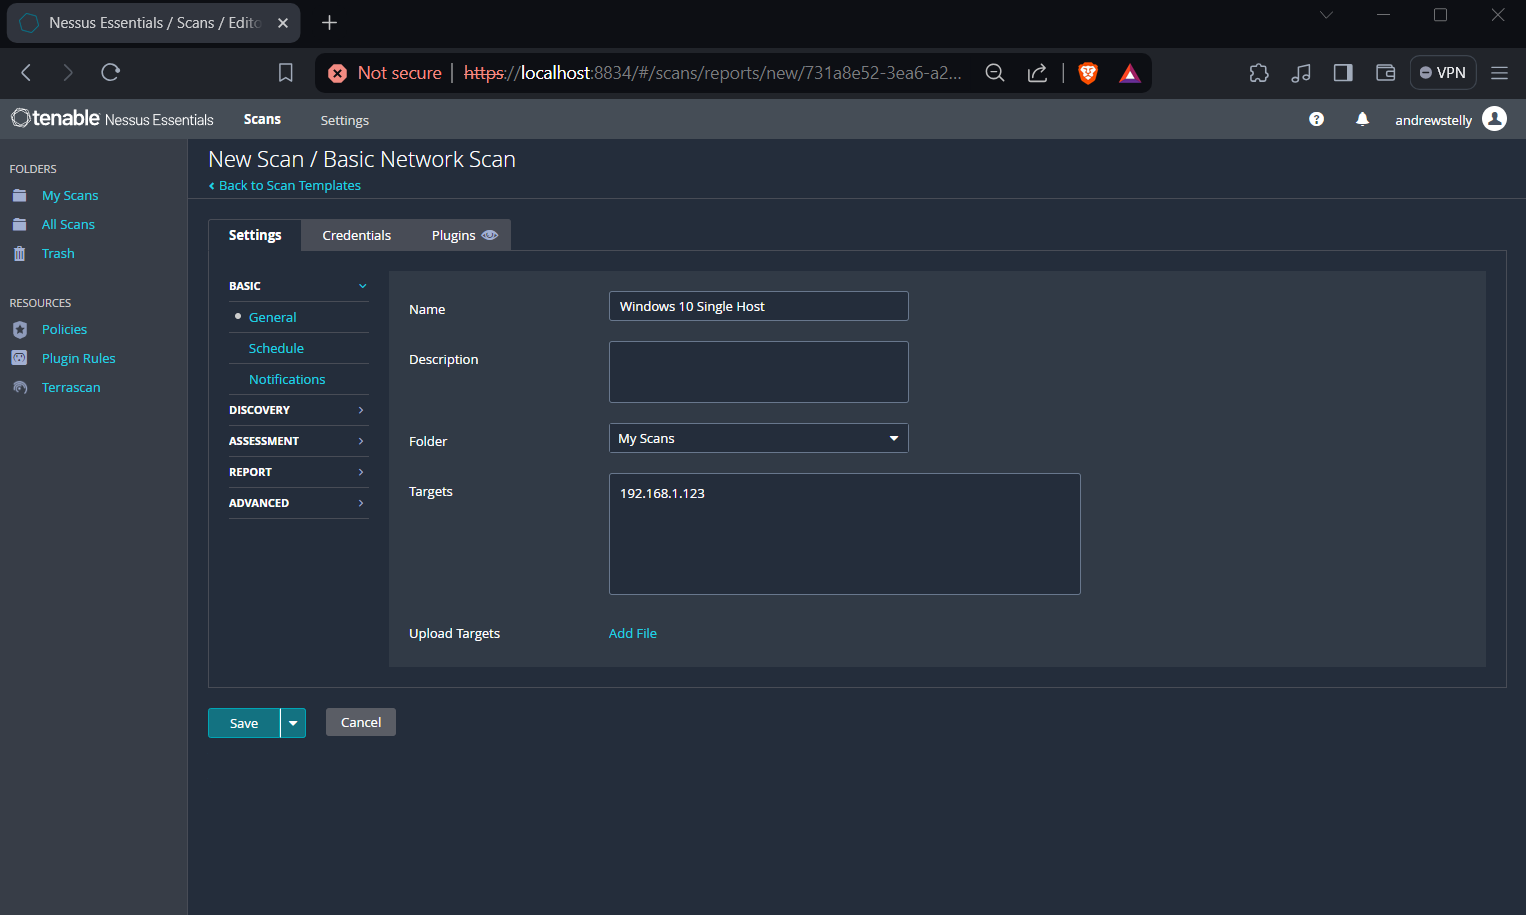 Nessus Essentials / Scans / Edito
Not secure https://localhost:8834/#/scans/reports/new/731a8e52-3ea6-a2...
VPN
tenable Nessus Essentials Scans Settings andrewstelly
FOLDERS
My Scans
All Scans
Trash
RESOURCES
Policies
Plugin Rules
Terrascan
New Scan / Basic Network Scan
Back to Scan Templates
Settings Credentials Plugins
BASIC
General
Schedule
Notifications
DISCOVERY
ASSESSMENT
REPORT
ADVANCED
Name Windows 10 Single Host
Description
Folder My Scans
Targets 192.168.1.123
Upload Targets Add File
Save Cancel